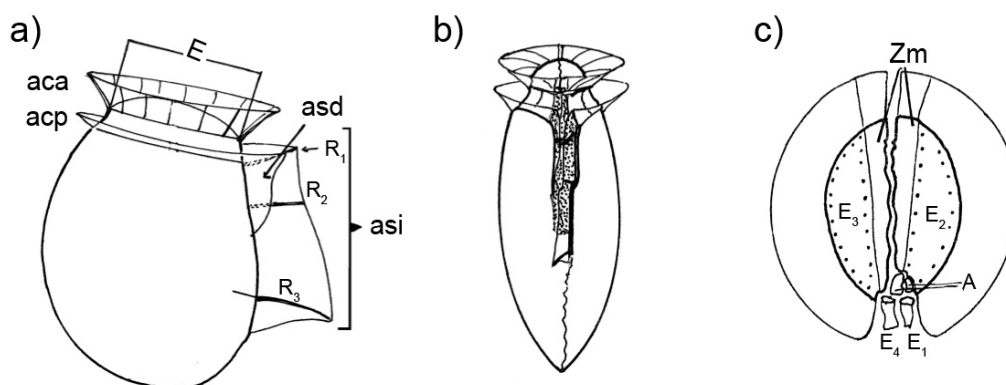 a)
E
aca
acp
asd
R₁
R₂
asi
R₃
b)
c)
Zm
E₃
E₂
A
E₄
E₁